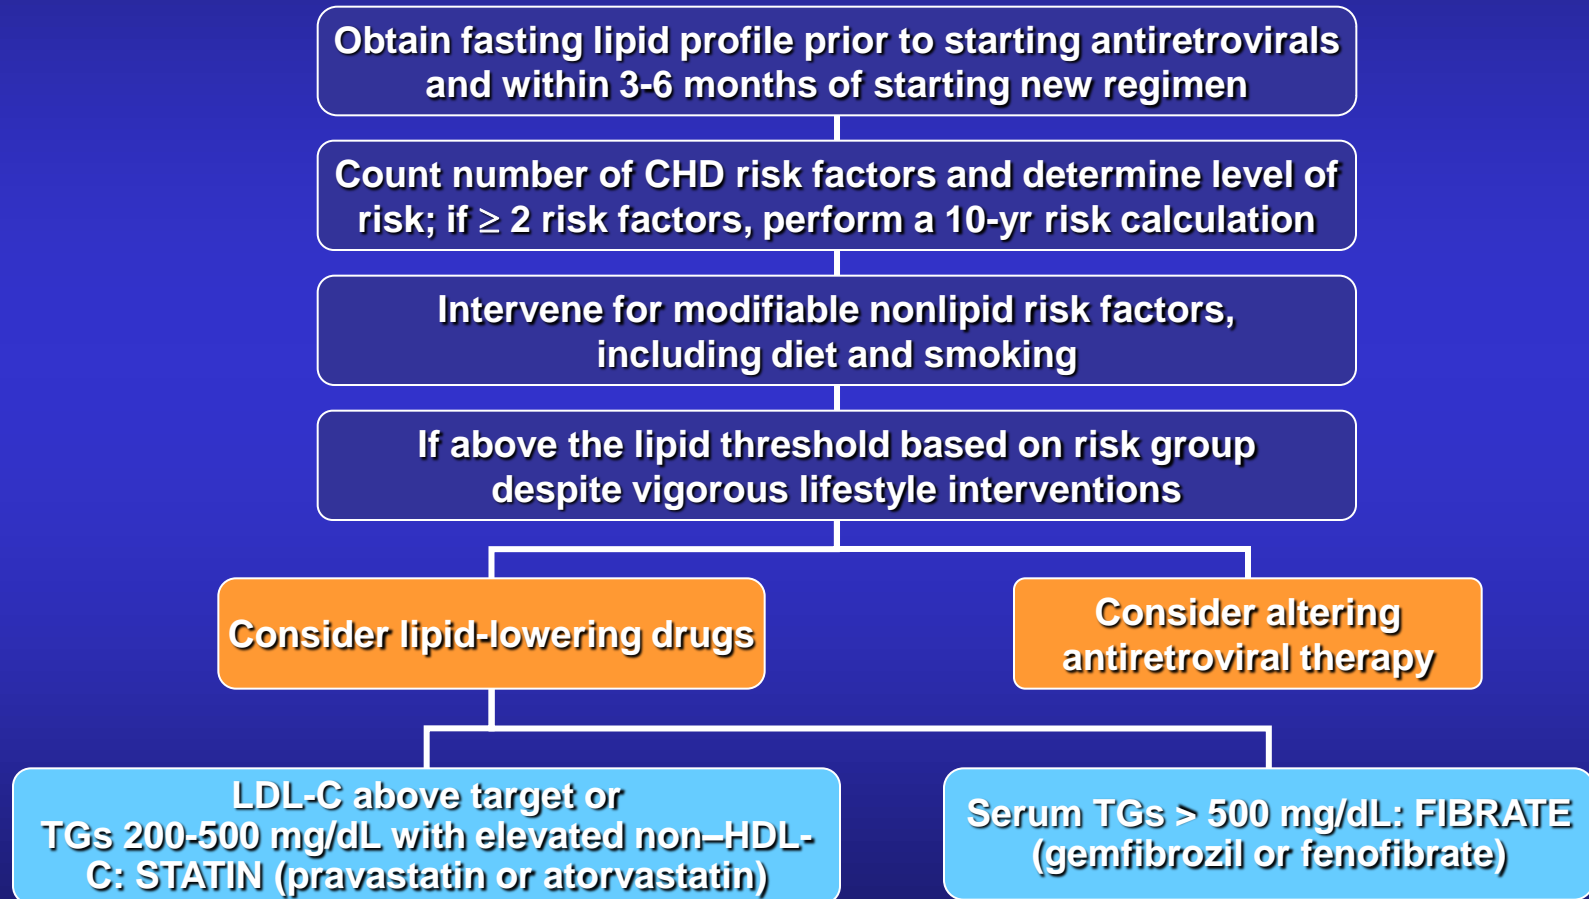 Obtain fasting lipid profile prior to starting antiretrovirals
and within 3-6 months of starting new regimen
Count number of CHD risk factors and determine level of
risk; if ≥ 2 risk factors, perform a 10-yr risk calculation
Intervene for modifiable nonlipid risk factors,
including diet and smoking
If above the lipid threshold based on risk group
despite vigorous lifestyle interventions
Consider lipid-lowering drugs
Consider altering
antiretroviral therapy
LDL-C above target or
TGs 200-500 mg/dL with elevated non–HDL-
C: STATIN (pravastatin or atorvastatin)
Serum TGs > 500 mg/dL: FIBRATE
(gemfibrozil or fenofibrate)